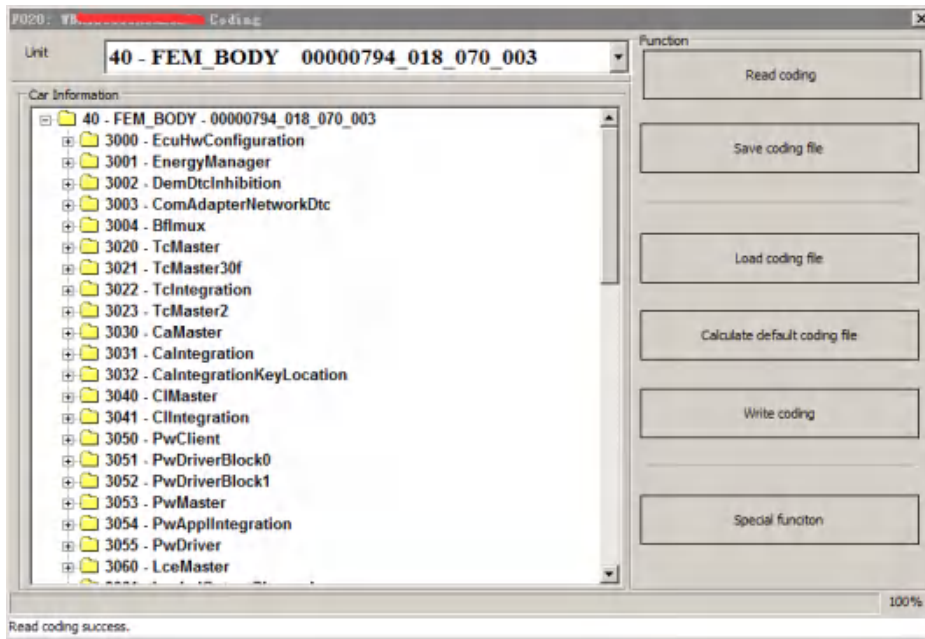 F020: WB Coding
Unit
40 - FEM_BODY 00000794_018_070_003
Car Information
40 - FEM_BODY - 00000794_018_070_003
3000 - EcuHwConfiguration
3001 - EnergyManager
3002 - DemDtcInhibition
3003 - ComAdapterNetworkDtc
3004 - Bflmux
3020 - TcMaster
3021 - TcMaster30f
3022 - TcIntegration
3023 - TcMaster2
3030 - CaMaster
3031 - CaIntegration
3032 - CaIntegrationKeyLocation
3040 - ClMaster
3041 - ClIntegration
3050 - PwClient
3051 - PwDriverBlock0
3052 - PwDriverBlock1
3053 - PwMaster
3054 - PwApplIntegration
3055 - PwDriver
3060 - LceMaster
Function
Read coding
Save coding file
Load coding file
Calculate default coding file
Write coding
Special funciton
100%
Read coding success.